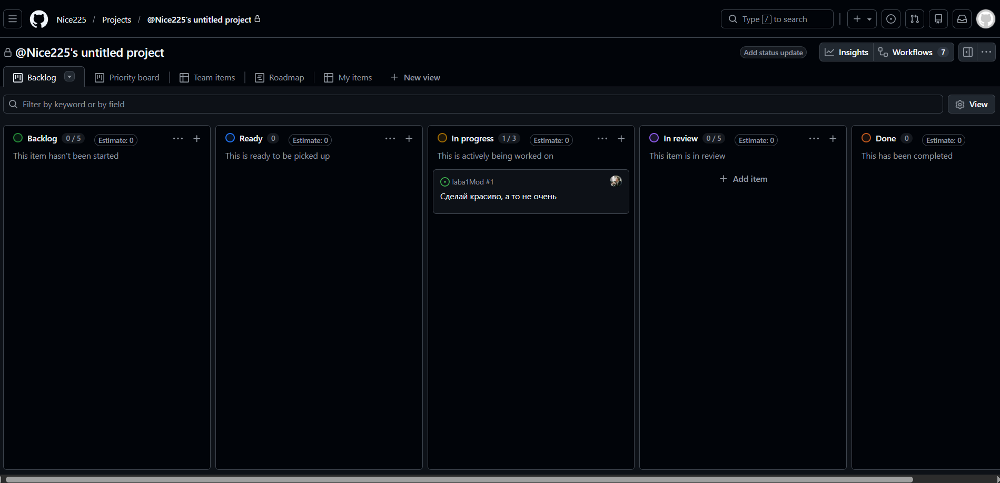 Nice225 / Projects / @Nice225's untitled project
Type / to search
@Nice225's untitled project
Add status update
Insights
Workflows 7
Backlog
Priority board
Team items
Roadmap
My items
New view
Filter by keyword or by field
View
Backlog 0 / 5 Estimate: 0
This item hasn't been started
Ready 0 Estimate: 0
This is ready to be picked up
In progress 1 / 3 Estimate: 0
This is actively being worked on
laba1Mod #1
Сделай красиво, а то не очень
In review 0 / 5 Estimate: 0
This item is in review
Add item
Done 0 Estimate: 0
This has been completed